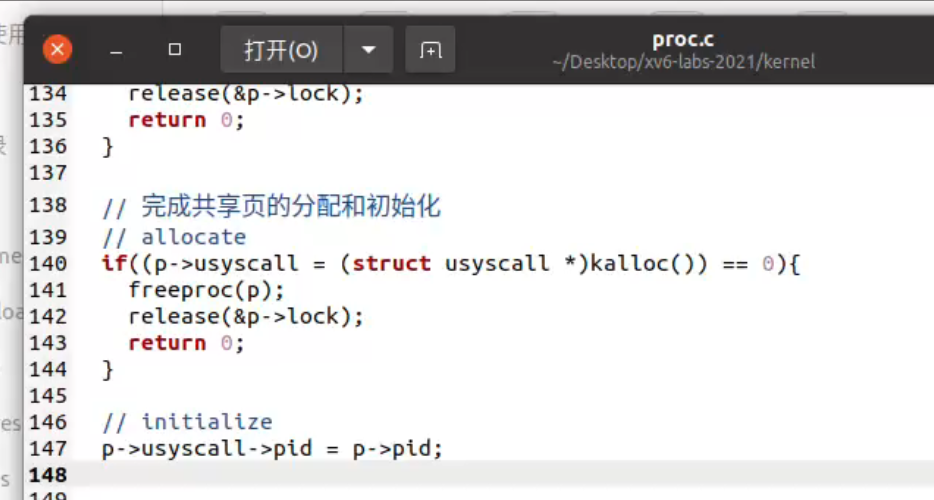 打开(O)
proc.c
~/Desktop/xv6-labs-2021/kernel
134 release(&p->lock);
135 return 0;
136 }
137
138 // 完成共享页的分配和初始化
139 // allocate
140 if((p->usyscall = (struct usyscall *)kalloc()) == 0){
141 freeproc(p);
142 release(&p->lock);
143 return 0;
144 }
145
146 // initialize
147 p->usyscall->pid = p->pid;
148
149